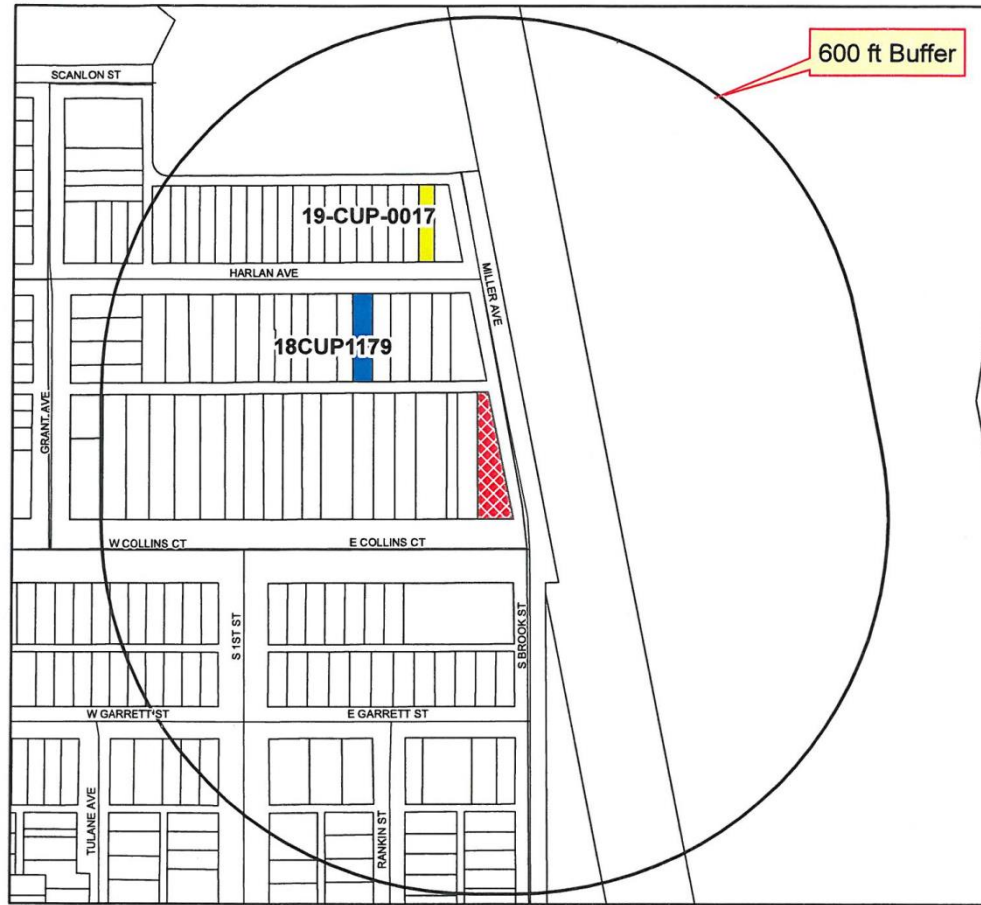 600 ft Buffer
SCANLON ST
19-CUP-0017
HARLAN AVE
MILLER AVE
18CUP1179
GRANT AVE
W COLLINS CT
E COLLINS CT
S 1ST ST
S BROOK ST
W GARRETT ST
E GARRETT ST
TULANE AVE
RANKIN ST